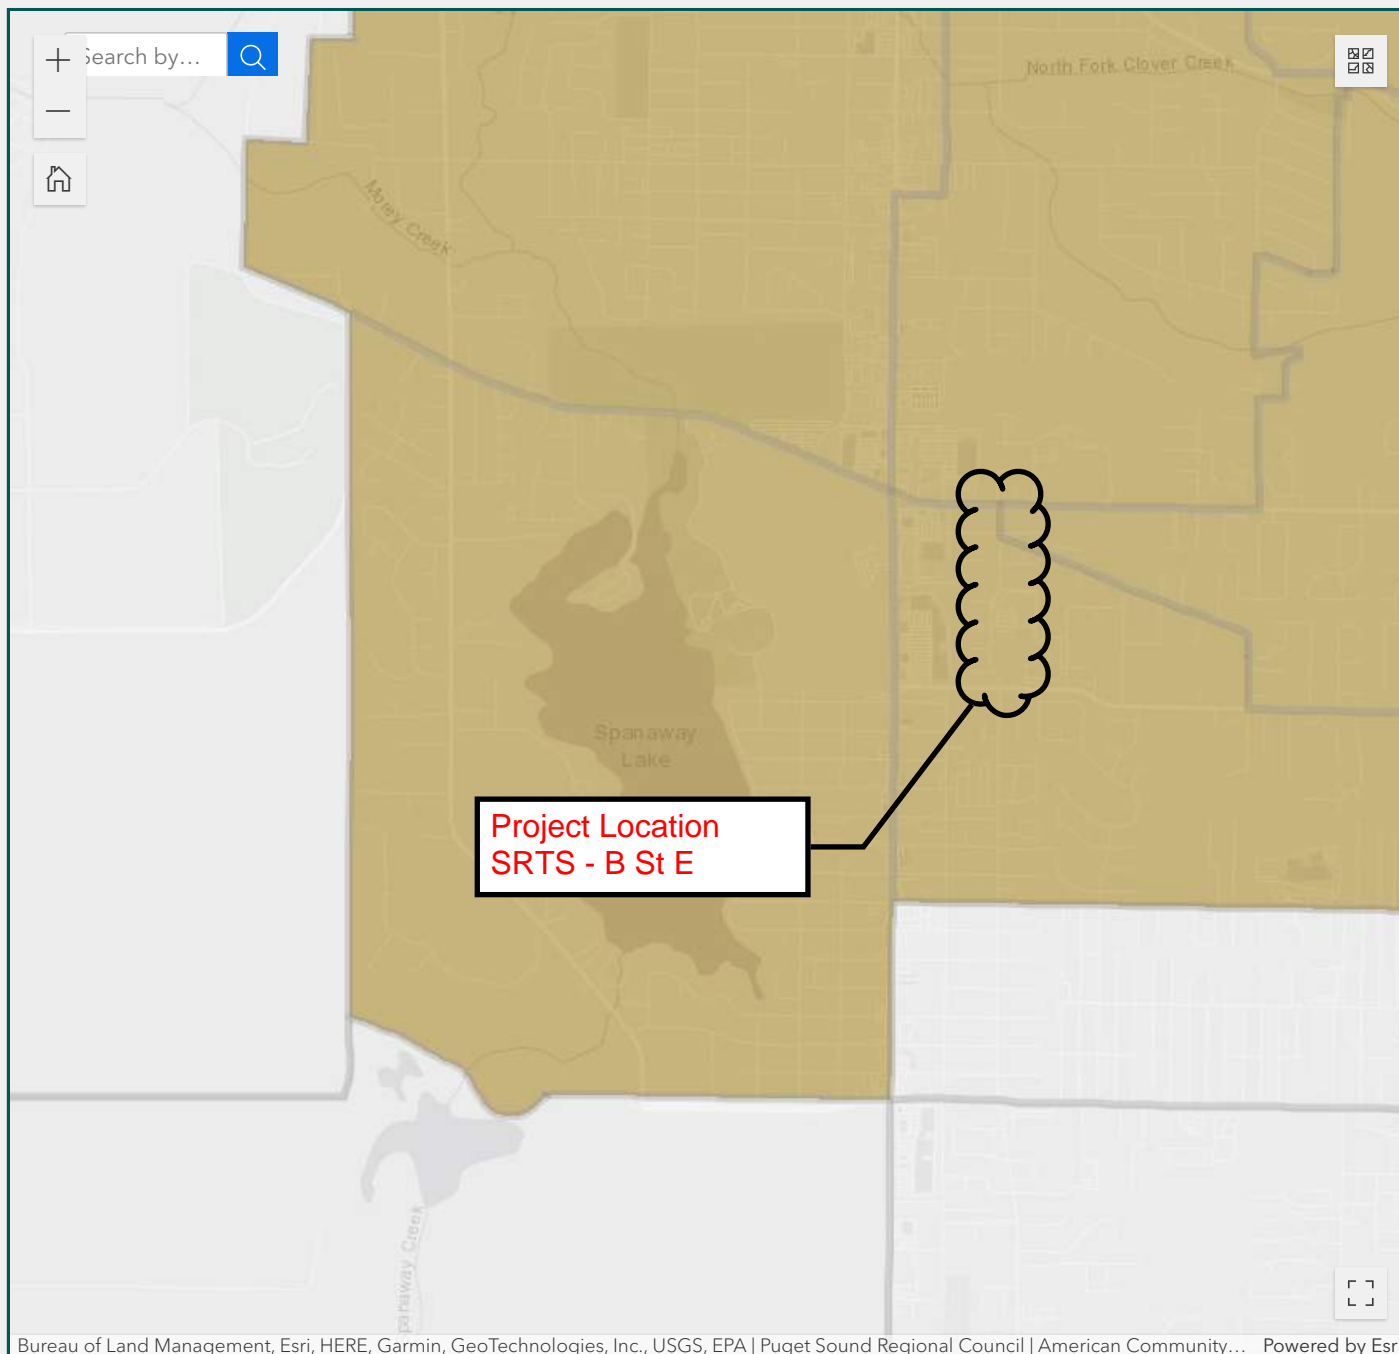 Search by…
North Fork Clover Creek
Morey Creek
Spanaway
Lake
Project Location
SRTS - B St E
panaway Creek
Bureau of Land Management, Esri, HERE, Garmin, GeoTechnologies, Inc., USGS, EPA | Puget Sound Regional Council | American Community… Powered by Esri